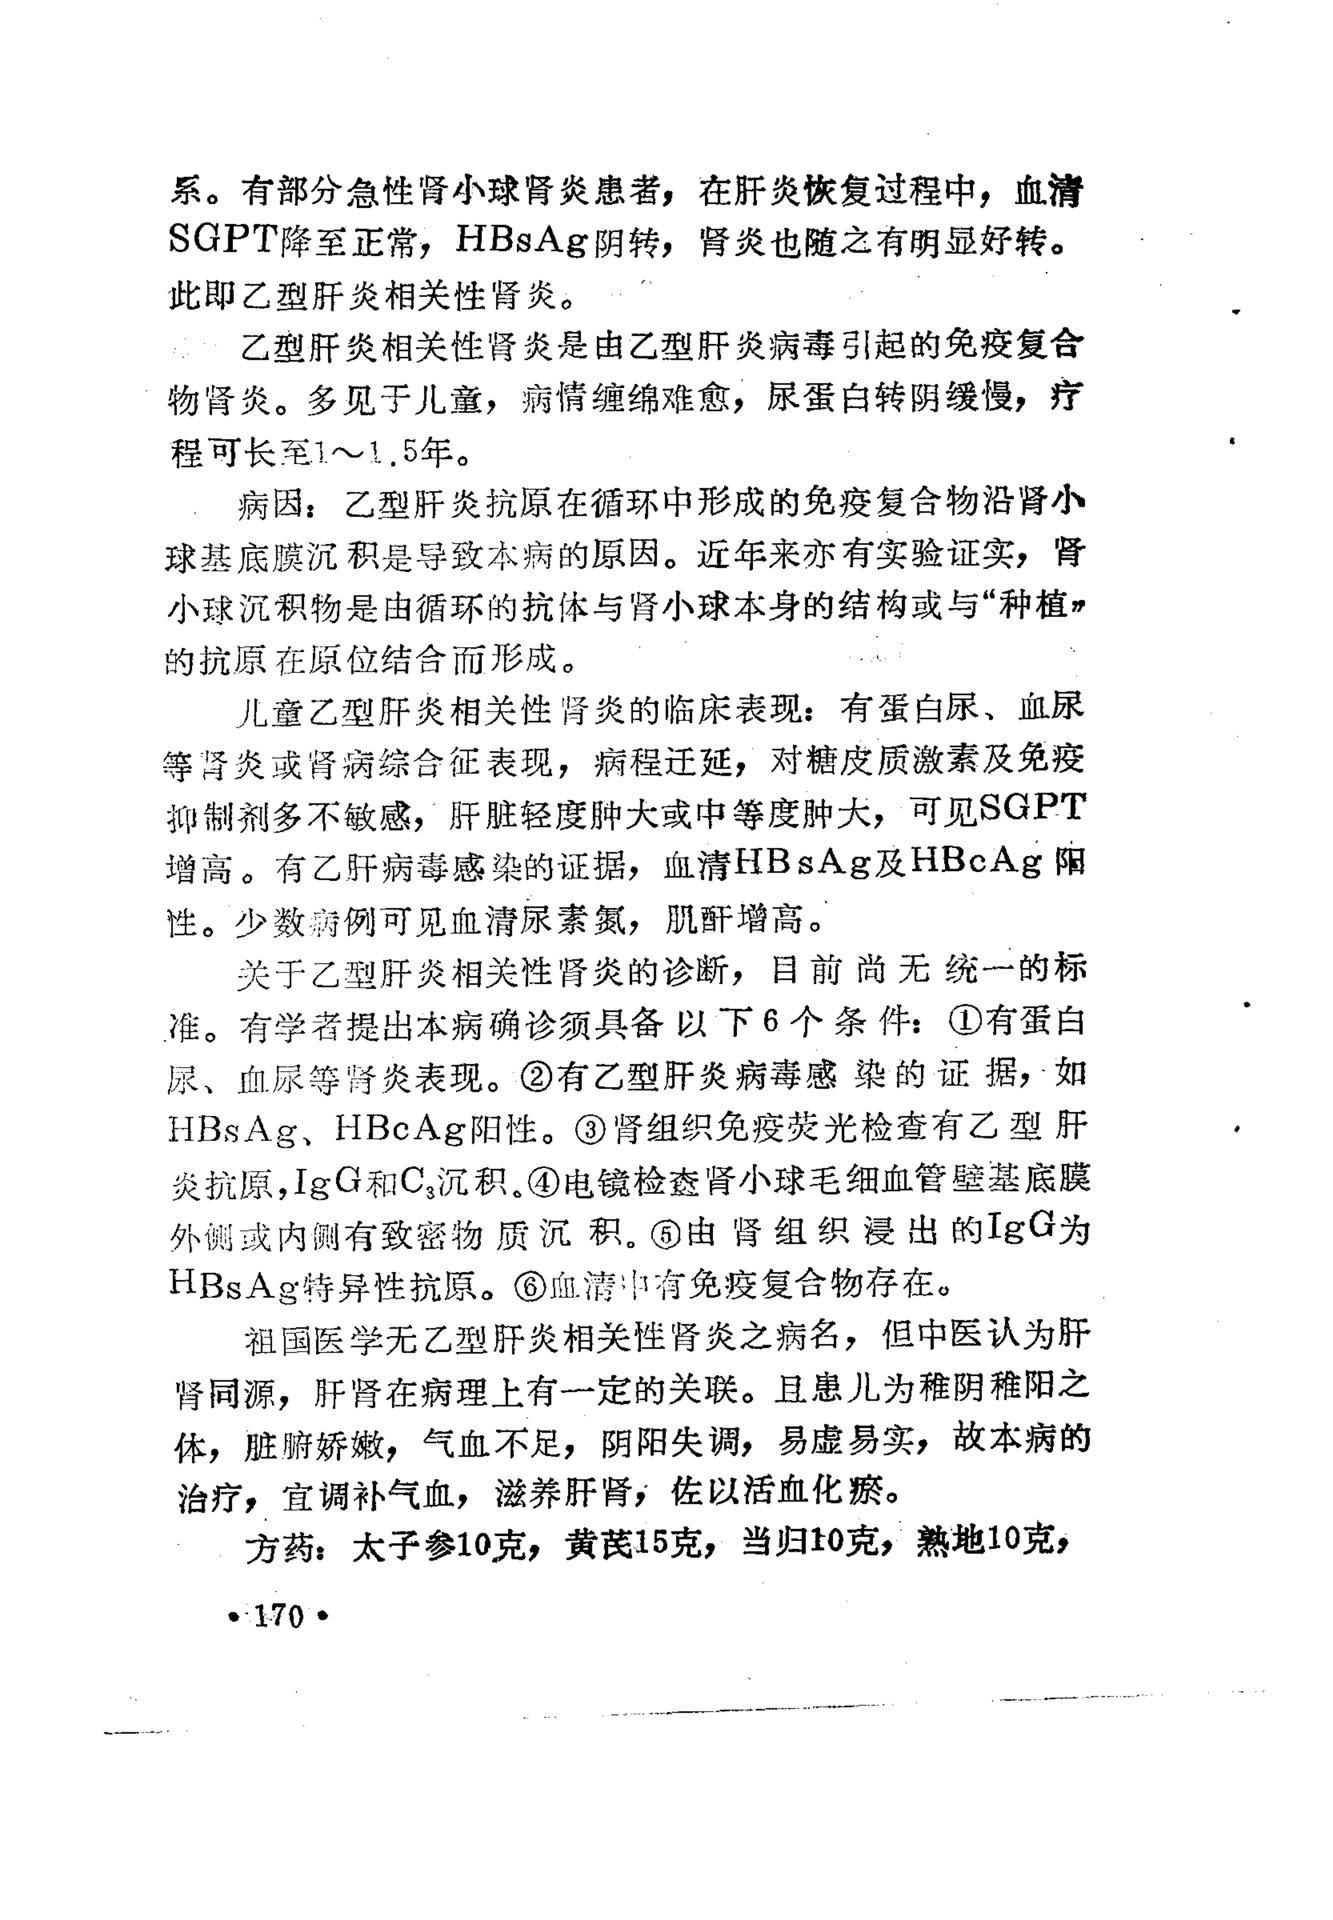 系。有部分急性肾小球肾炎患者，在肝炎恢复过程中，血清
SGPT降至正常，HBsAg阴转，肾炎也随之有明显好转。
此即乙型肝炎相关性肾炎。
乙型肝炎相关性肾炎是由乙型肝炎病毒引起的免疫复合
物肾炎。多见于儿童，病情缠绵难愈，尿蛋白转阴缓慢，疗
程可长至1～1.5年。
病因：乙型肝炎抗原在循环中形成的免疫复合物沿肾小
球基底膜沉积是导致本病的原因。近年来亦有实验证实，肾
小球沉积物是由循环的抗体与肾小球本身的结构或与“种植”
的抗原在原位结合而形成。
儿童乙型肝炎相关性肾炎的临床表现：有蛋白尿、血尿
等肾炎或肾病综合征表现，病程迁延，对糖皮质激素及免疫
抑制剂多不敏感，肝脏轻度肿大或中等度肿大，可见SGPT
增高。有乙肝病毒感染的证据，血清HBsAg及HBcAg阳
性。少数病例可见血清尿素氮，肌酐增高。
关于乙型肝炎相关性肾炎的诊断，目前尚无统一的标
准。有学者提出本病确诊须具备以下6个条件：①有蛋白
尿、血尿等肾炎表现。②有乙型肝炎病毒感染的证据，如
HBsAg、HBcAg阳性。③肾组织免疫荧光检查有乙型肝
炎抗原，IgG和C₃沉积。④电镜检查肾小球毛细血管壁基底膜
外侧或内侧有致密物质沉积。⑤由肾组织浸出的IgG为
HBsAg特异性抗原。⑥血清中有免疫复合物存在。
祖国医学无乙型肝炎相关性肾炎之病名，但中医认为肝
肾同源，肝肾在病理上有一定的关联。且患儿为稚阴稚阳之
体，脏腑娇嫩，气血不足，阴阳失调，易虚易实，故本病的
治疗，宜调补气血，滋养肝肾，佐以活血化瘀。
方药：太子参10克，黄芪15克，当归10克，熟地10克，
•170•